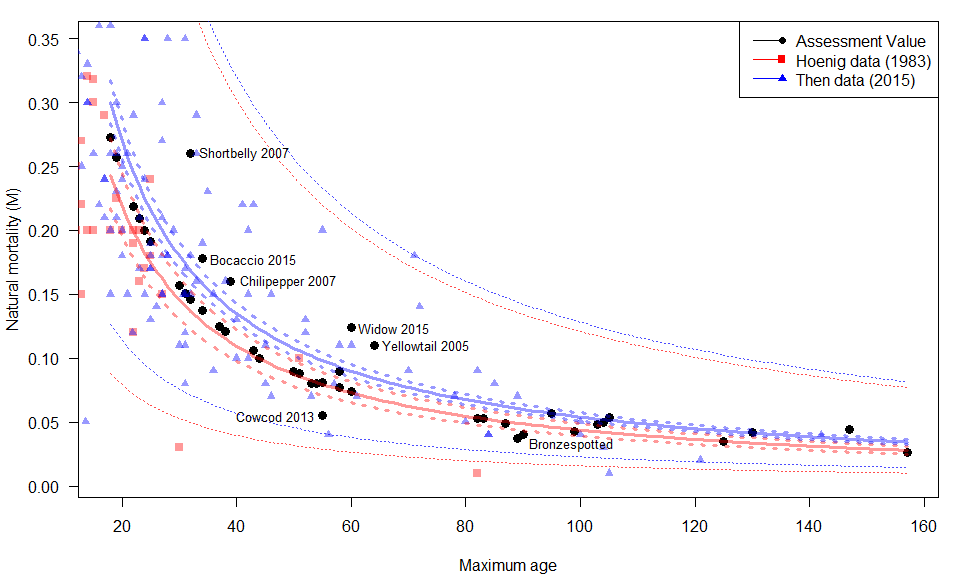 0.35
0.30
0.25
0.20
0.15
0.10
0.05
0.00
Natural mortality (M)
Assessment Value
Hoenig data (1983)
Then data (2015)
Shortbelly 2007
Bocaccio 2015
Chilipepper 2007
Widow 2015
Yellowtail 2005
Cowcod 2013
Bronzespotted
20 40 60 80 100 120 140 160
Maximum age